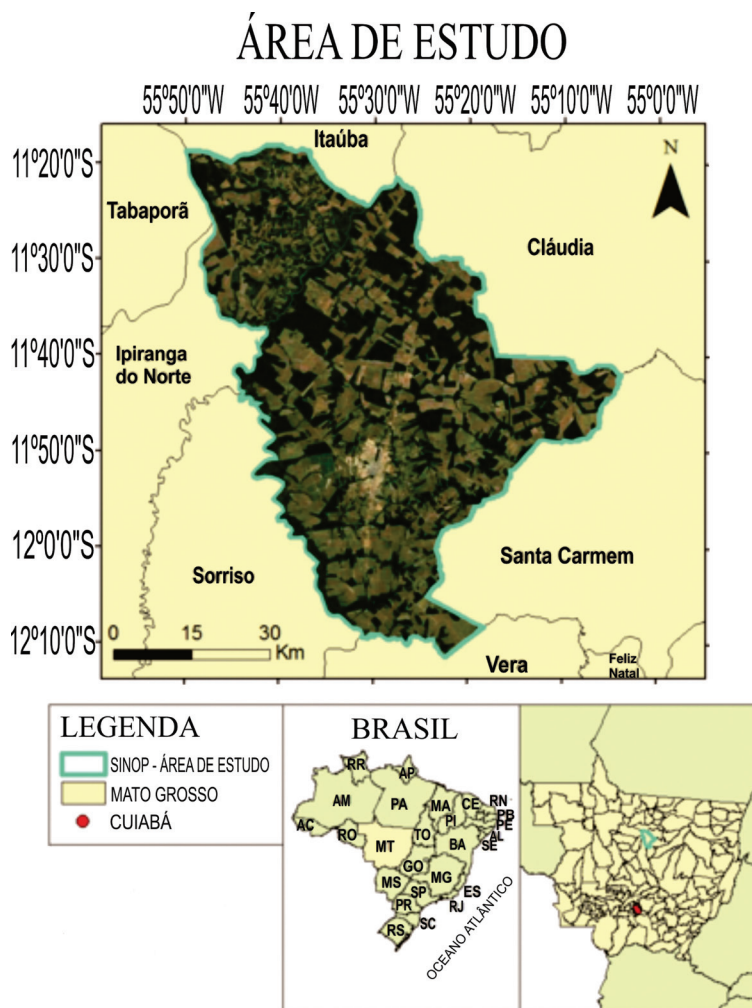 ÁREA DE ESTUDO
55º50'0"W 55º40'0"W 55º30'0"W 55º20'0"W 55º10'0"W 55º0'0"W
11º20'0"S
11º30'0"S
11º40'0"S
11º50'0"S
12º0'0"S
12º10'0"S
Itaúba
N
Tabaporã
Cláudia
Ipiranga
do Norte
Sorriso
Santa Carmem
Vera
Feliz
Natal
0 15 30
Km
LEGENDA
SINOP - ÁREA DE ESTUDO
MATO GROSSO
CUIABÁ
BRASIL
RR
AP
AM
PA
MA
CE
RN
PB
PE
AL
SE
PI
AC
RO
TO
BA
MT
GO
MG
MS
ES
SP
RJ
PR
SC
RS
OCEANO ATLÂNTICO